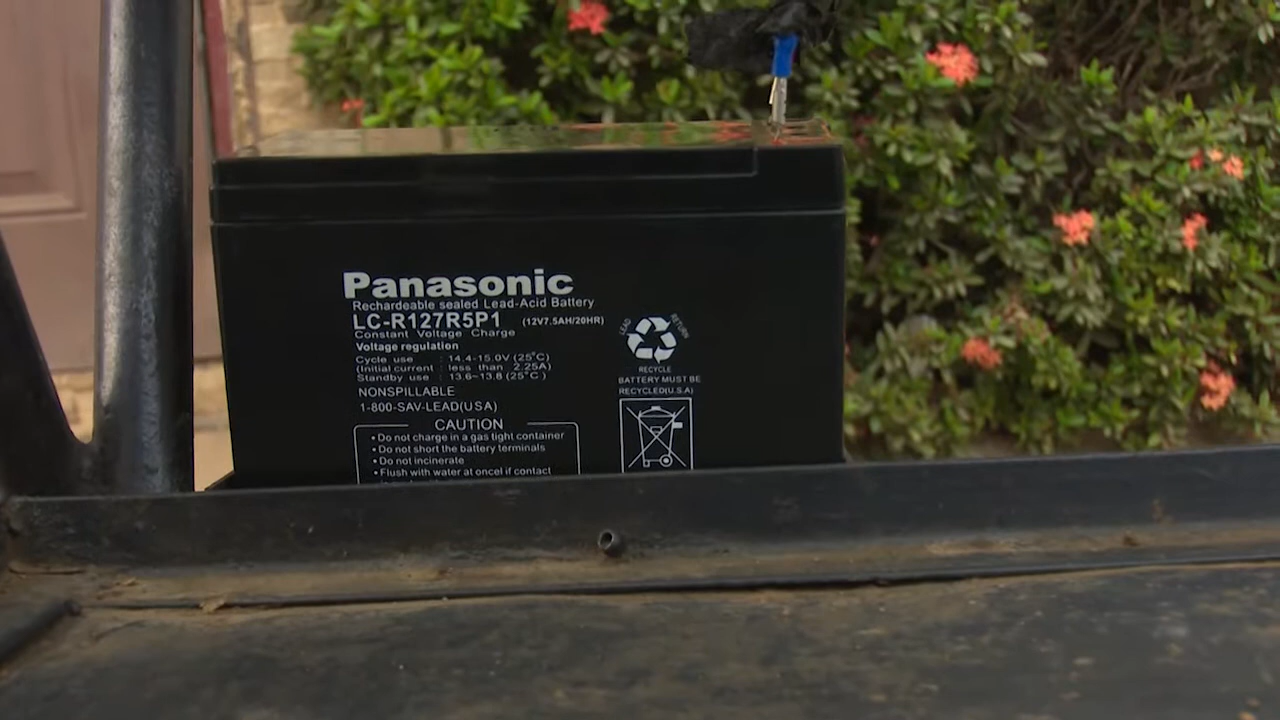 Panasonic
Rechardeable sealed Lead-Acid Battery
LC-R127R5P1 (12V7.5AH/20HR)
Constant Voltage Charge
Voltage regulation
Cycle use : 14.4-15.0V (25°C)
(Initial current : less than 2.25A)
Standby use : 13.6-13.8 (25°C)
NONSPILLABLE
1-800-SAV-LEAD(USA)
CAUTION
• Do not charge in a gas tight container
• Do not short the battery terminals
• Do not incinerate
• Flush with water at oncel if contact
LEAD RETURN
RECYCLE
BATTERY MUST BE
RECYCLED(U.S.A)